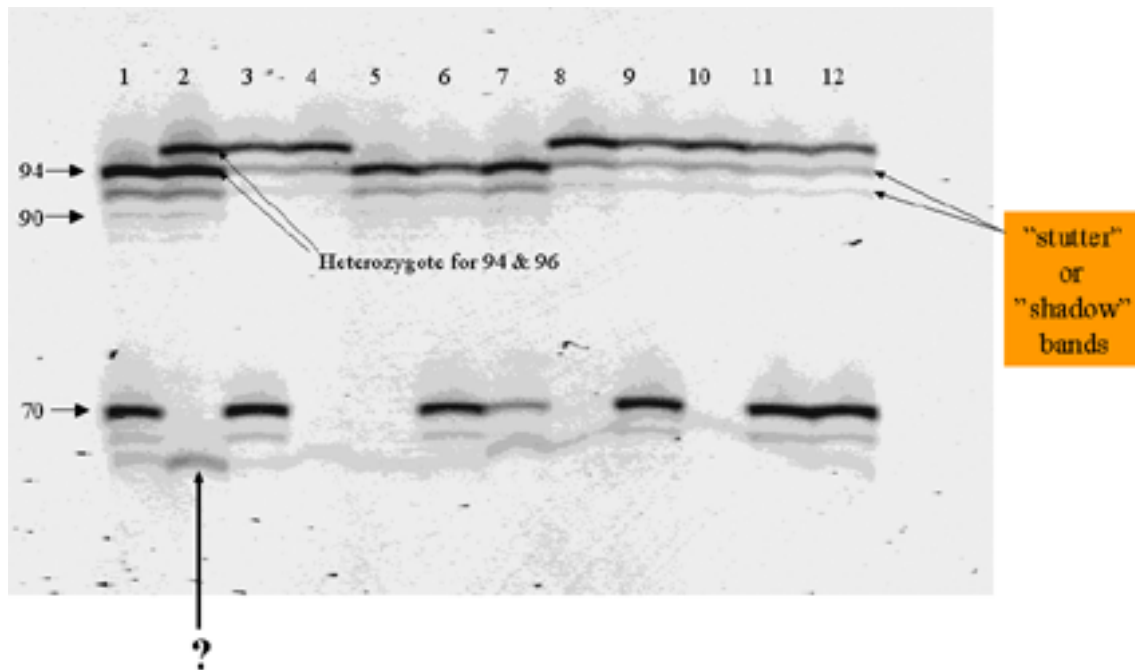 1 2 3 4 5 6 7 8 9 10 11 12
94
90
Heterozygote for 94 & 96
"stutter"
or
"shadow"
bands
70
?